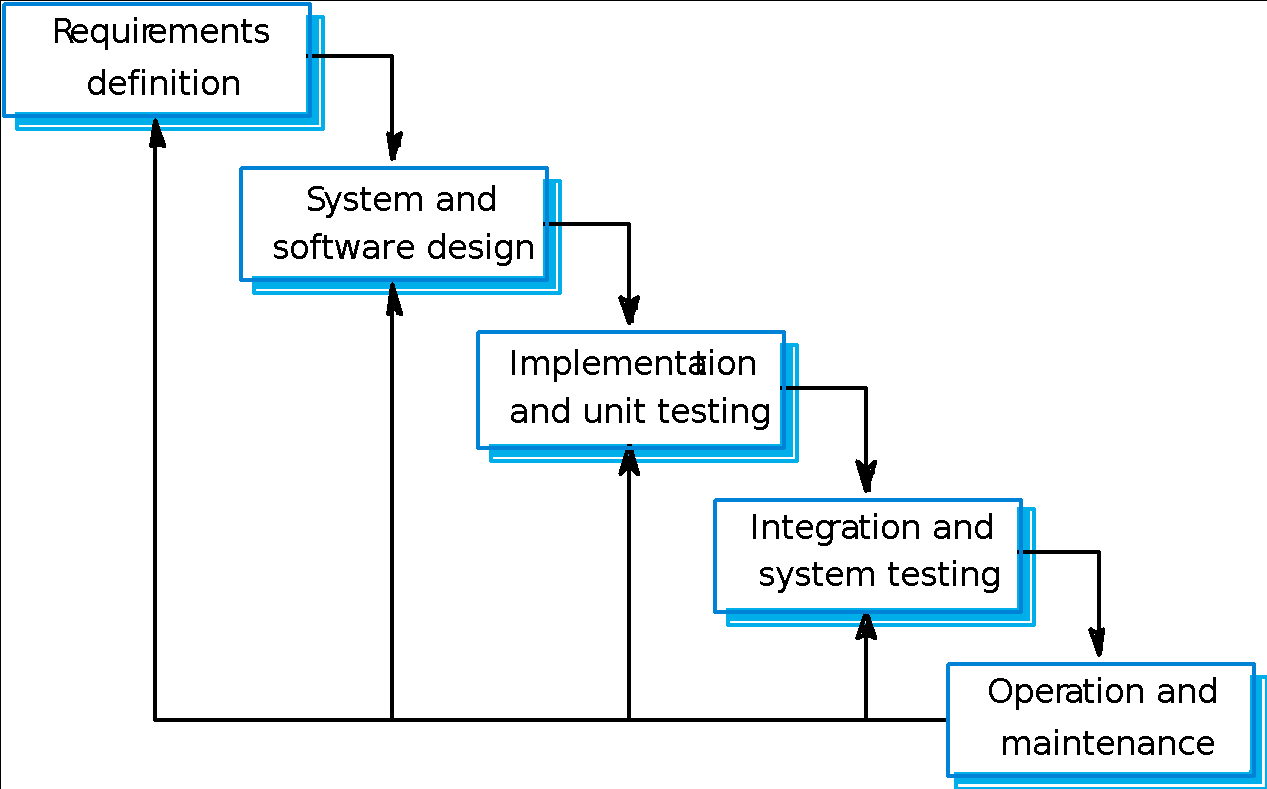 Requirements
definition
System and
software design
Implementation
and unit testing
Integration and
system testing
Operation and
maintenance